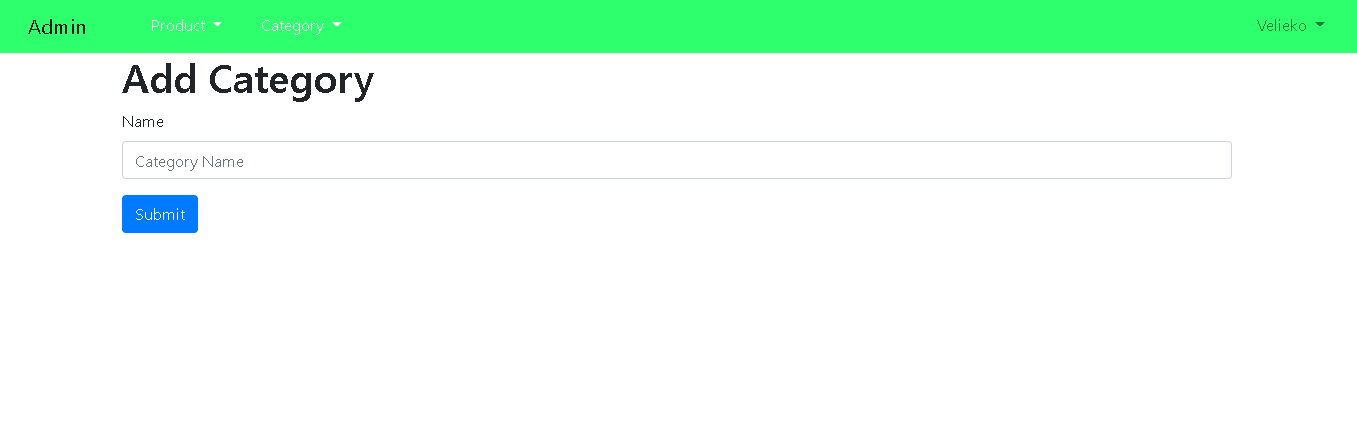 Admin Product Category Velieko
Add Category
Name
Category Name
Submit